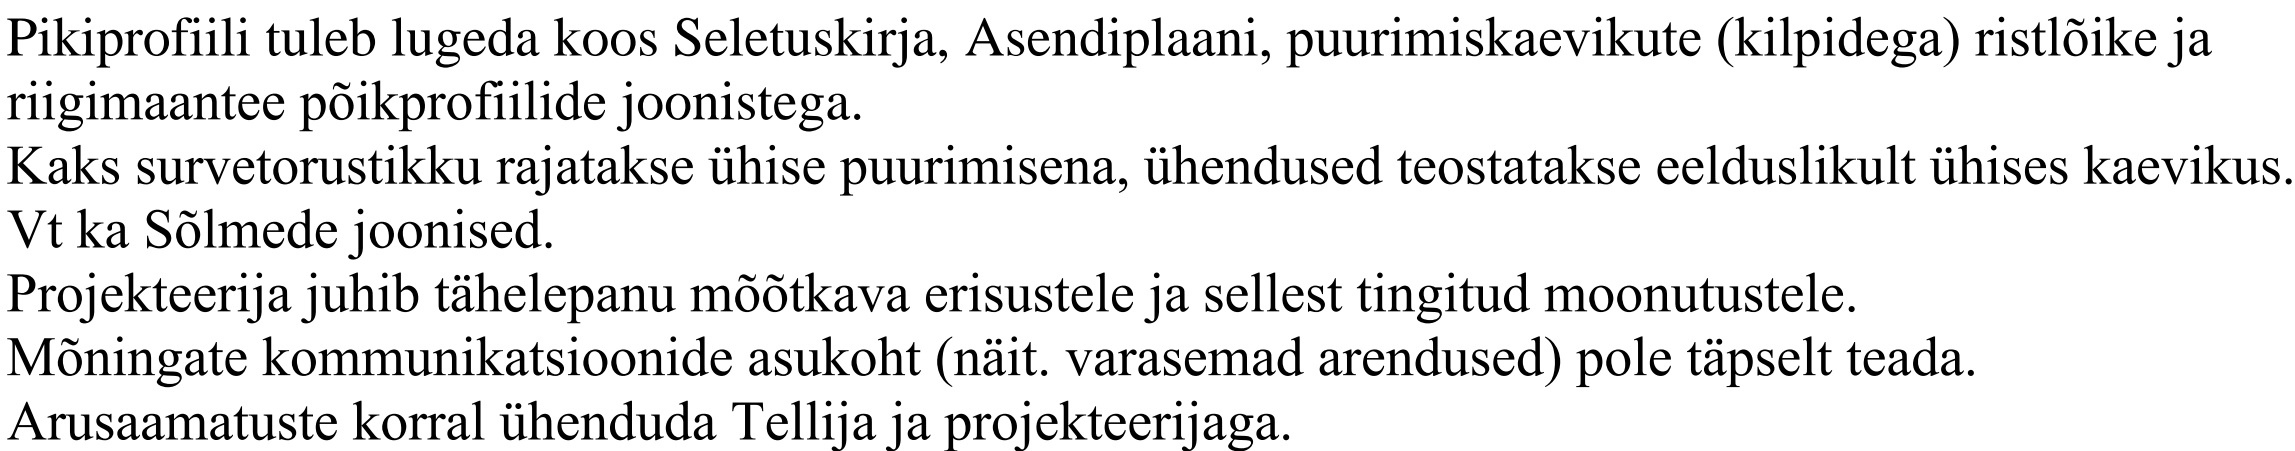 Pikiprofiili tuleb lugeda koos Seletuskirja, Asendiplaani, puurimiskaevikute (kilpidega) ristlõike ja
riigimaantee põikprofiilide joonistega.
Kaks survetorustikku rajatakse ühise puurimisena, ühendused teostatakse eelduslikult ühises kaevikus.
Vt ka Sõlmede joonised.
Projekteerija juhib tähelepanu mõõtkava erisustele ja sellest tingitud moonutustele.
Mõningate kommunikatsioonide asukoht (näit. varasemad arendused) pole täpselt teada.
Arusaamatuste korral ühenduda Tellija ja projekteerijaga.